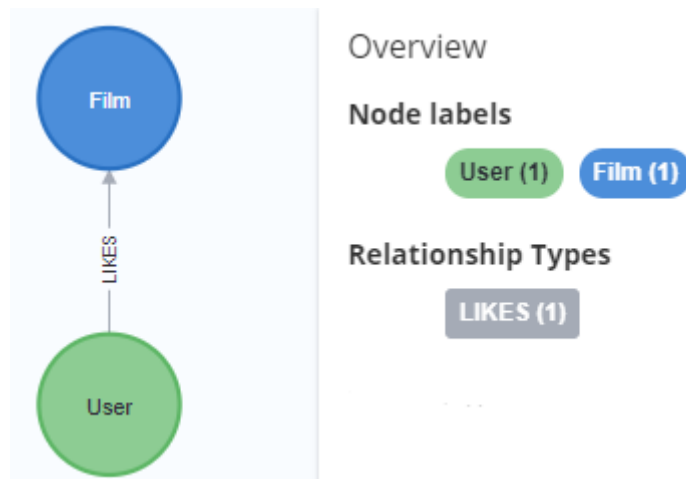 Film
LIKES
User
Overview
Node labels
User (1) Film (1)
Relationship Types
LIKES (1)